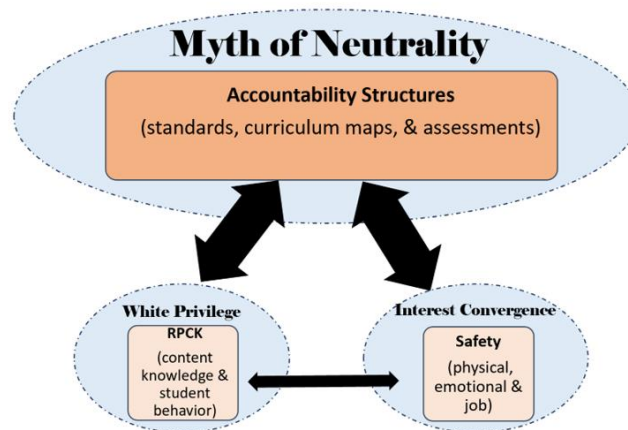 Myth of Neutrality
Accountability Structures
(standards, curriculum maps, & assessments)
White Privilege
RPCK
(content
knowledge &
student
behavior)
Interest Convergence
Safety
(physical,
emotional &
job)